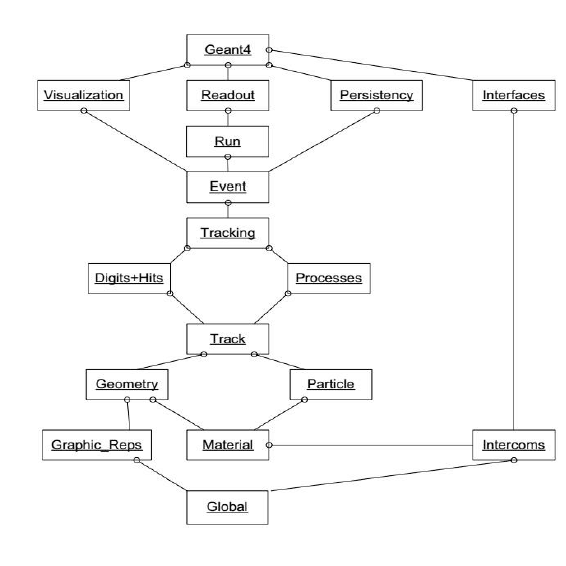 Geant4
Visualization
Readout
Persistency
Interfaces
Run
Event
Tracking
Digits+Hits
Processes
Track
Geometry
Particle
Graphic_Reps
Material
Intercoms
Global